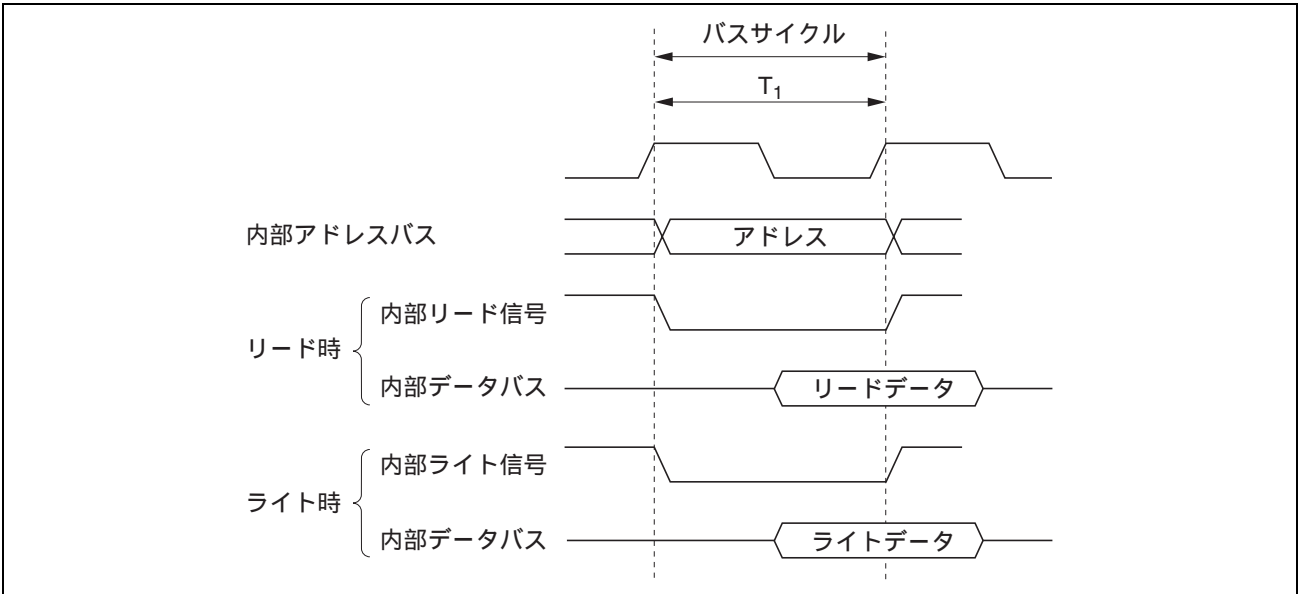 バスサイクル
T1
内部アドレスバス
アドレス
リード時
内部リード信号
内部データバス
リードデータ
ライト時
内部ライト信号
内部データバス
ライトデータ